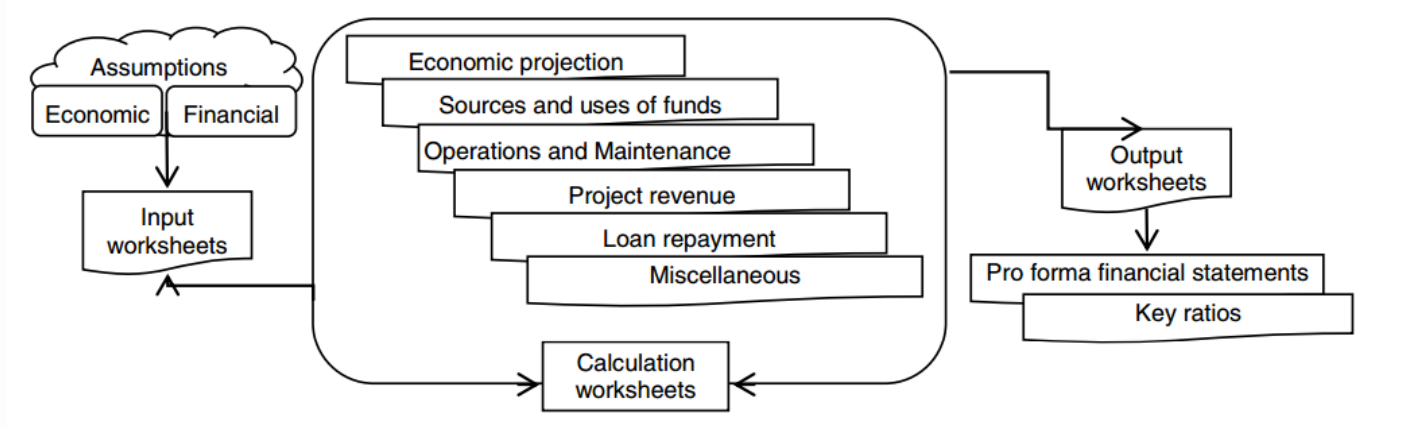 Assumptions
Economic
Financial
Input
worksheets
Economic projection
Sources and uses of funds
Operations and Maintenance
Project revenue
Loan repayment
Miscellaneous
Calculation
worksheets
Output
worksheets
Pro forma financial statements
Key ratios